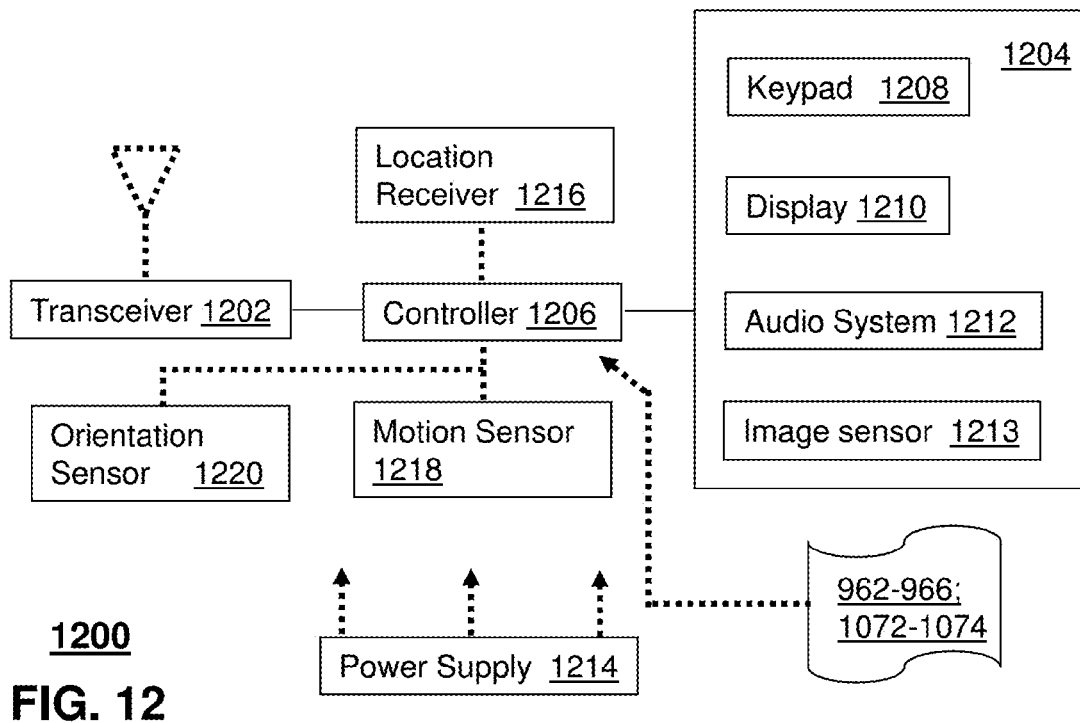 1204
Keypad 1208
Location
Receiver 1216
Display 1210
Transceiver 1202
Controller 1206
Audio System 1212
Orientation
Sensor 1220
Motion Sensor
1218
Image sensor 1213
962-966;
1072-1074
1200
Power Supply 1214
FIG. 12